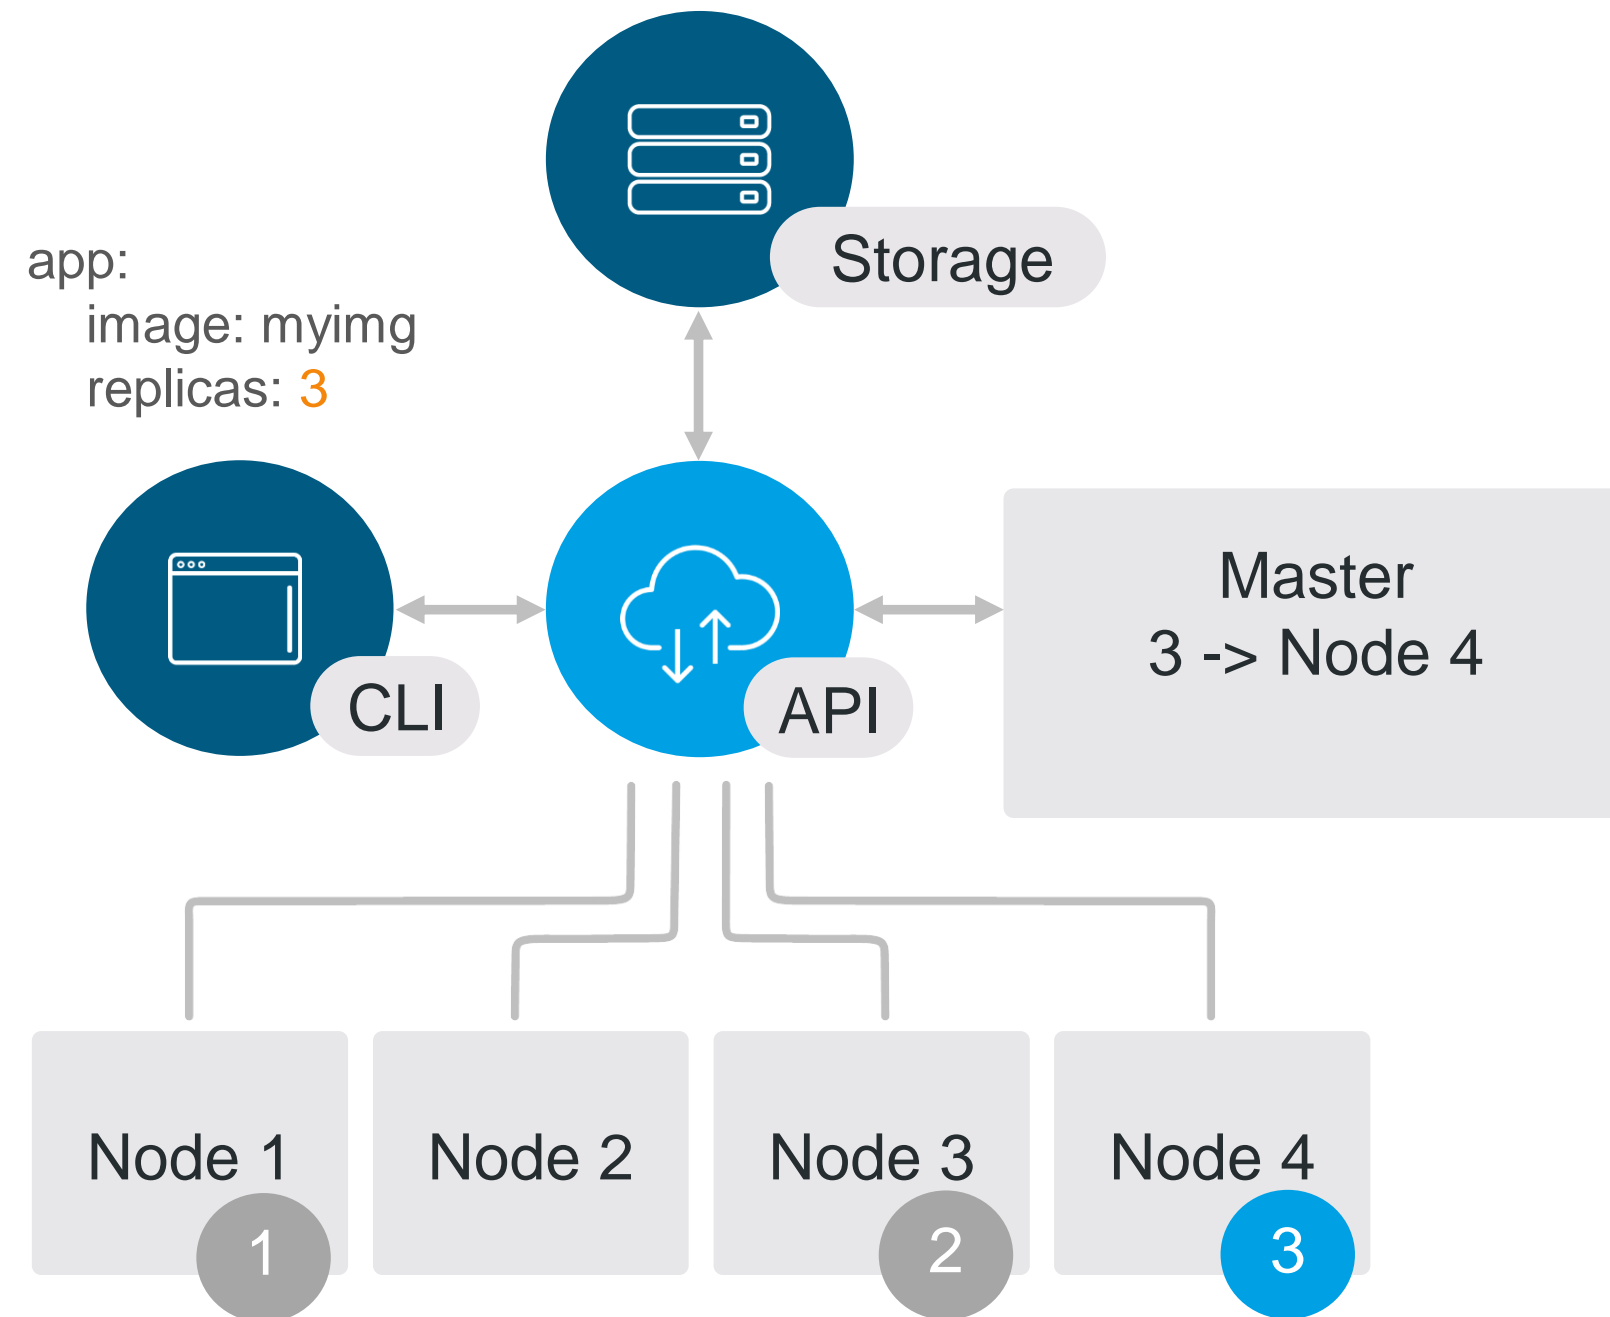 Storage
app:
image: myimg
replicas: 3
Master
3 -> Node 4
CLI
API
Node 1
Node 2
Node 3
Node 4
1
2
3